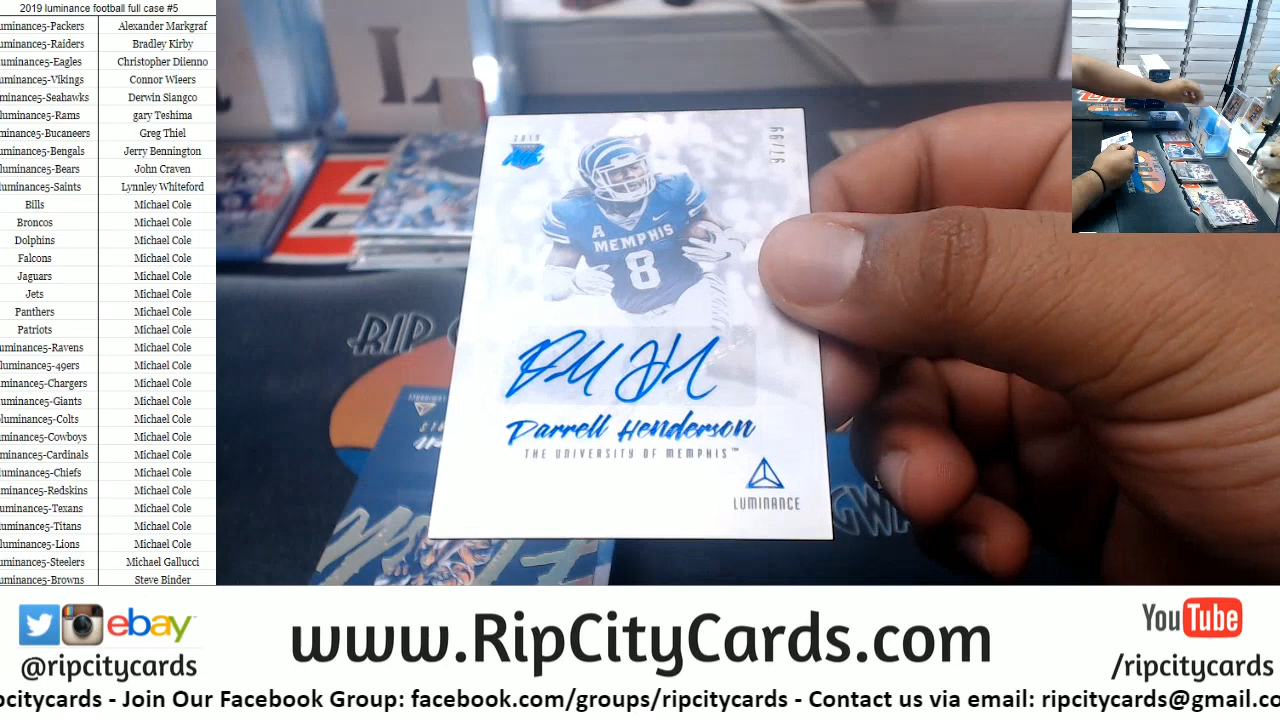 2019 luminance football full case #5
uminance5-Packers Alexander Markgraf
uminance5-Raiders Bradley Kirby
luminance5-Eagles Christopher Diienno
uminance5-Vikings Connor Wieers
minance5-Seahawks Derwin Siangco
luminance5-Rams gary Teshima
minance5-Bucaneers Greg Thiel
uminance5-Bengals Jerry Bennington
luminance5-Bears John Craven
luminance5-Saints Lynnley Whiteford
Bills Michael Cole
Broncos Michael Cole
Dolphins Michael Cole
Falcons Michael Cole
Jaguars Michael Cole
Jets Michael Cole
Panthers Michael Cole
Patriots Michael Cole
uminance5-Ravens Michael Cole
luminance5-49ers Michael Cole
minance5-Chargers Michael Cole
luminance5-Giants Michael Cole
luminance5-Colts Michael Cole
minance5-Cowboys Michael Cole
minance5-Cardinals Michael Cole
uminance5-Chiefs Michael Cole
minance5-Redskins Michael Cole
uminance5-Texans Michael Cole
uminance5-Titans Michael Cole
luminance5-Lions Michael Cole
uminance5-Steelers Michael Gallucci
uminance5-Browns Steve Binder
2019
A
MEMPHIS
8
Darrell Henderson
THE UNIVERSITY OF MEMPHIS™
LUMINANCE
RIP
ebay
@ripcitycards
www.RipCityCards.com
YouTube
/ripcitycards
pcitycards - Join Our Facebook Group: facebook.com/groups/ripcitycards - Contact us via email: ripcitycards@gmail.co